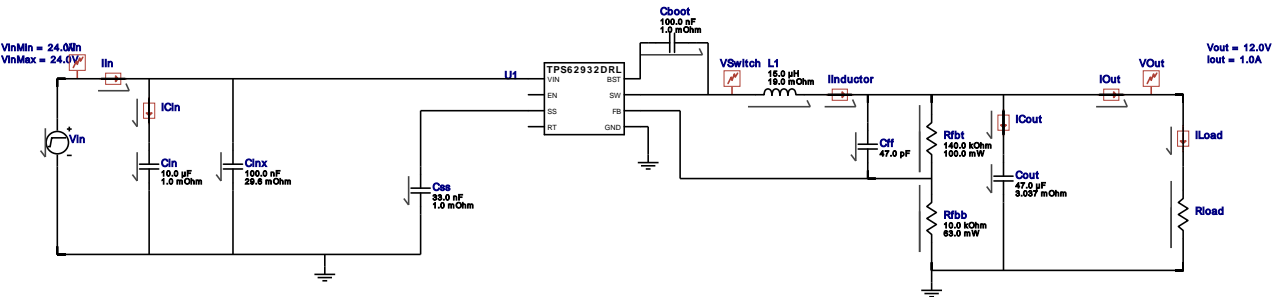 VinMin = 24.0V
VinMax = 24.0V
Vin
Iin
ICin
Vin
+
-
Cin
10.0 µF
1.0 mOhm
Cinx
100.0 nF
29.6 mOhm
Css
33.0 nF
1.0 mOhm
U1
TPS62932DRL
VIN
BST
EN
SW
SS
FB
RT
GND
Cboot
100.0 nF
1.0 mOhm
VSwitch
L1
15.0 µH
19.0 mOhm
IInductor
Cff
47.0 pF
Rfbt
140.0 kOhm
100.0 mW
Rfbb
10.0 kOhm
63.0 mW
ICout
Cout
47.0 µF
3.037 mOhm
IOut
VOut
Vout = 12.0V
Iout = 1.0A
ILoad
Rload